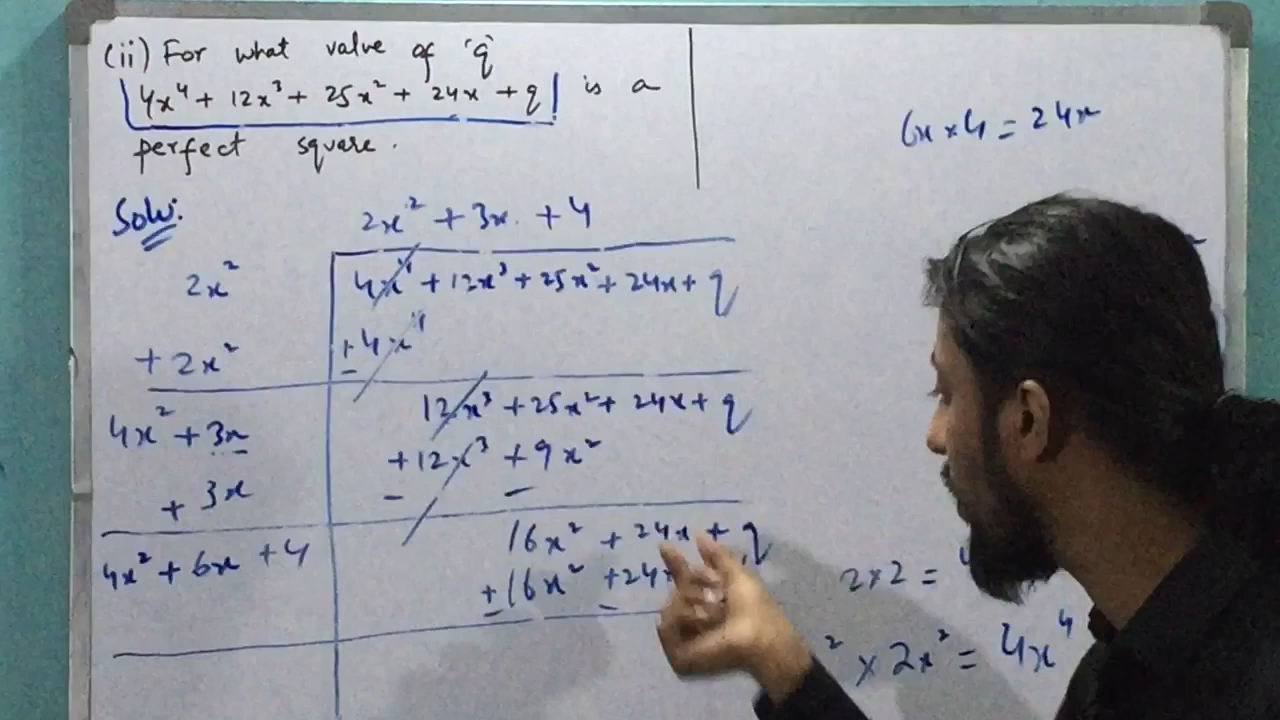 (ii) For what value of 'q'
4x⁴ + 12x³ + 25x² + 24x + q is a
perfect square.
6x × 4 = 24x
Solu:
2x² + 3x + 4
2x²
4x⁴ + 12x³ + 25x² + 24x + q
+ 2x²
+ 4x⁴
−
4x² + 3x
12x³ + 25x² + 24x + q
+ 12x³ + 9x²
− −
+ 3x
4x² + 6x + 4
16x² + 24x + q
+ 16x² + 24
− −
2 × 2 =
² × 2x² = 4x⁴